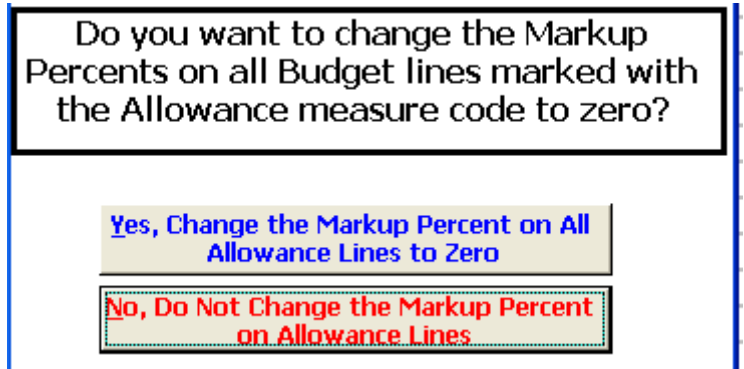 Do you want to change the Markup
Percents on all Budget lines marked with
the Allowance measure code to zero?
Yes, Change the Markup Percent on All
Allowance Lines to Zero
No, Do Not Change the Markup Percent
on Allowance Lines